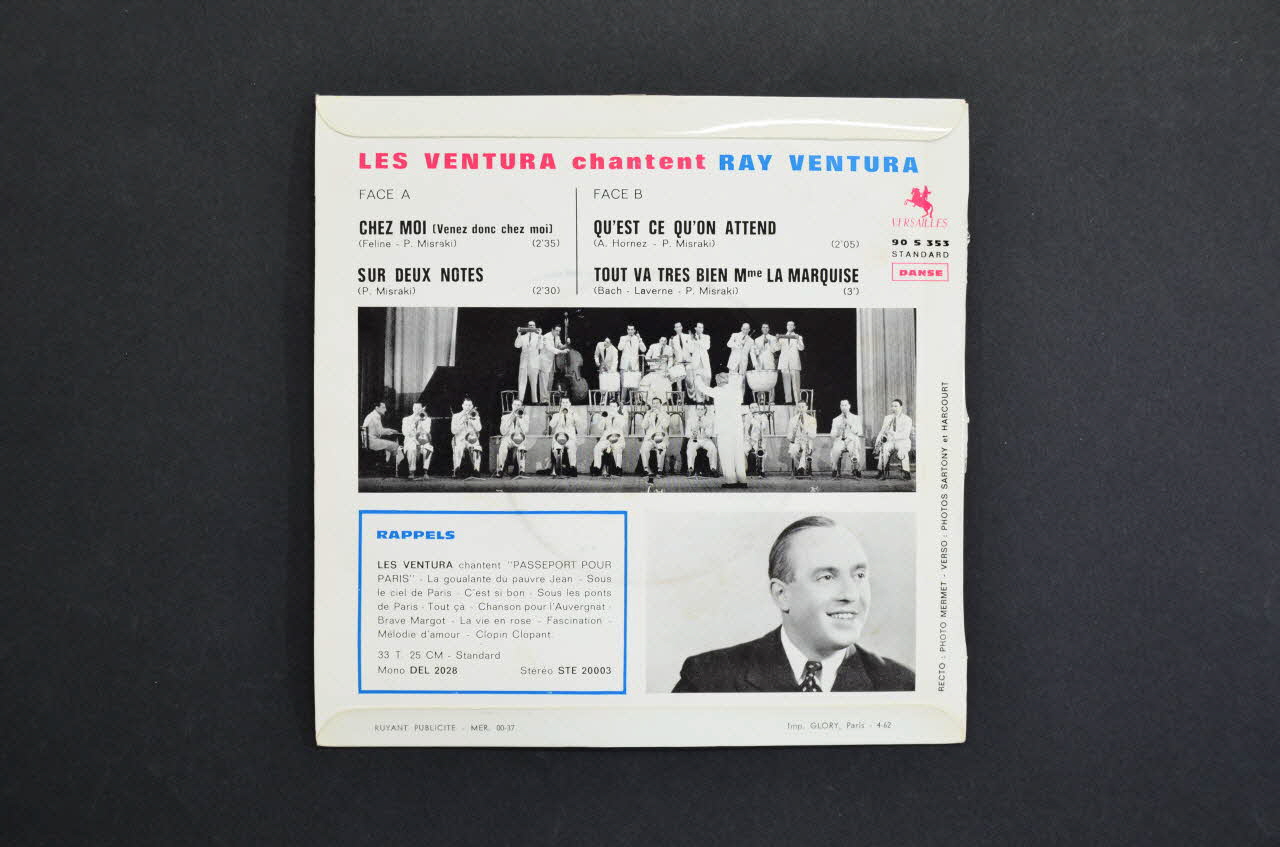 LES VENTURA chantent RAY VENTURA
FACE A
CHEZ MOI (Venez donc chez moi)
(Feline - P. Misraki) (2'35)
SUR DEUX NOTES
(P. Misraki) (2'30)
FACE B
QU'EST CE QU'ON ATTEND
(A. Hornez - P. Misraki) (2'05)
TOUT VA TRES BIEN Mme LA MARQUISE
(Bach - Laverne - P. Misraki) (3')
VERSAILLES
90 S 353
STANDARD
DANSE
RAPPELS
LES VENTURA chantent "PASSEPORT POUR
PARIS" - La goualante du pauvre Jean - Sous
le ciel de Paris - C'est si bon - Sous les ponts
de Paris - Tout ça - Chanson pour l'Auvergnat -
Brave Margot - La vie en rose - Fascination -
Mélodie d'amour - Clopin Clopant.
33 T. 25 CM - Standard
Mono DEL 2028 Stéréo STE 20003
RECTO : PHOTO MERMET - VERSO : PHOTOS SARTONY et HARCOURT
RUYANT PUBLICITE - MER. 00-37
Imp. GLORY, Paris - 4-62